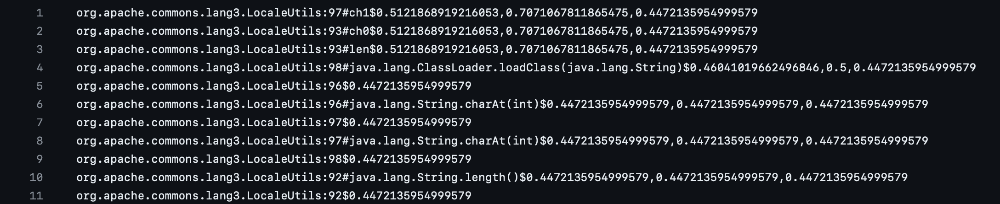 1 org.apache.commons.lang3.LocaleUtils:97#ch1$0.5121868919216053,0.7071067811865475,0.4472135954999579
2 org.apache.commons.lang3.LocaleUtils:93#ch0$0.5121868919216053,0.7071067811865475,0.4472135954999579
3 org.apache.commons.lang3.LocaleUtils:93#len$0.5121868919216053,0.7071067811865475,0.4472135954999579
4 org.apache.commons.lang3.LocaleUtils:98#java.lang.ClassLoader.loadClass(java.lang.String)$0.46041019662496846,0.5,0.4472135954999579
5 org.apache.commons.lang3.LocaleUtils:96$0.4472135954999579
6 org.apache.commons.lang3.LocaleUtils:96#java.lang.String.charAt(int)$0.4472135954999579,0.4472135954999579,0.4472135954999579
7 org.apache.commons.lang3.LocaleUtils:97$0.4472135954999579
8 org.apache.commons.lang3.LocaleUtils:97#java.lang.String.charAt(int)$0.4472135954999579,0.4472135954999579,0.4472135954999579
9 org.apache.commons.lang3.LocaleUtils:98$0.4472135954999579
10 org.apache.commons.lang3.LocaleUtils:92#java.lang.String.length()$0.4472135954999579,0.4472135954999579,0.4472135954999579
11 org.apache.commons.lang3.LocaleUtils:92$0.4472135954999579